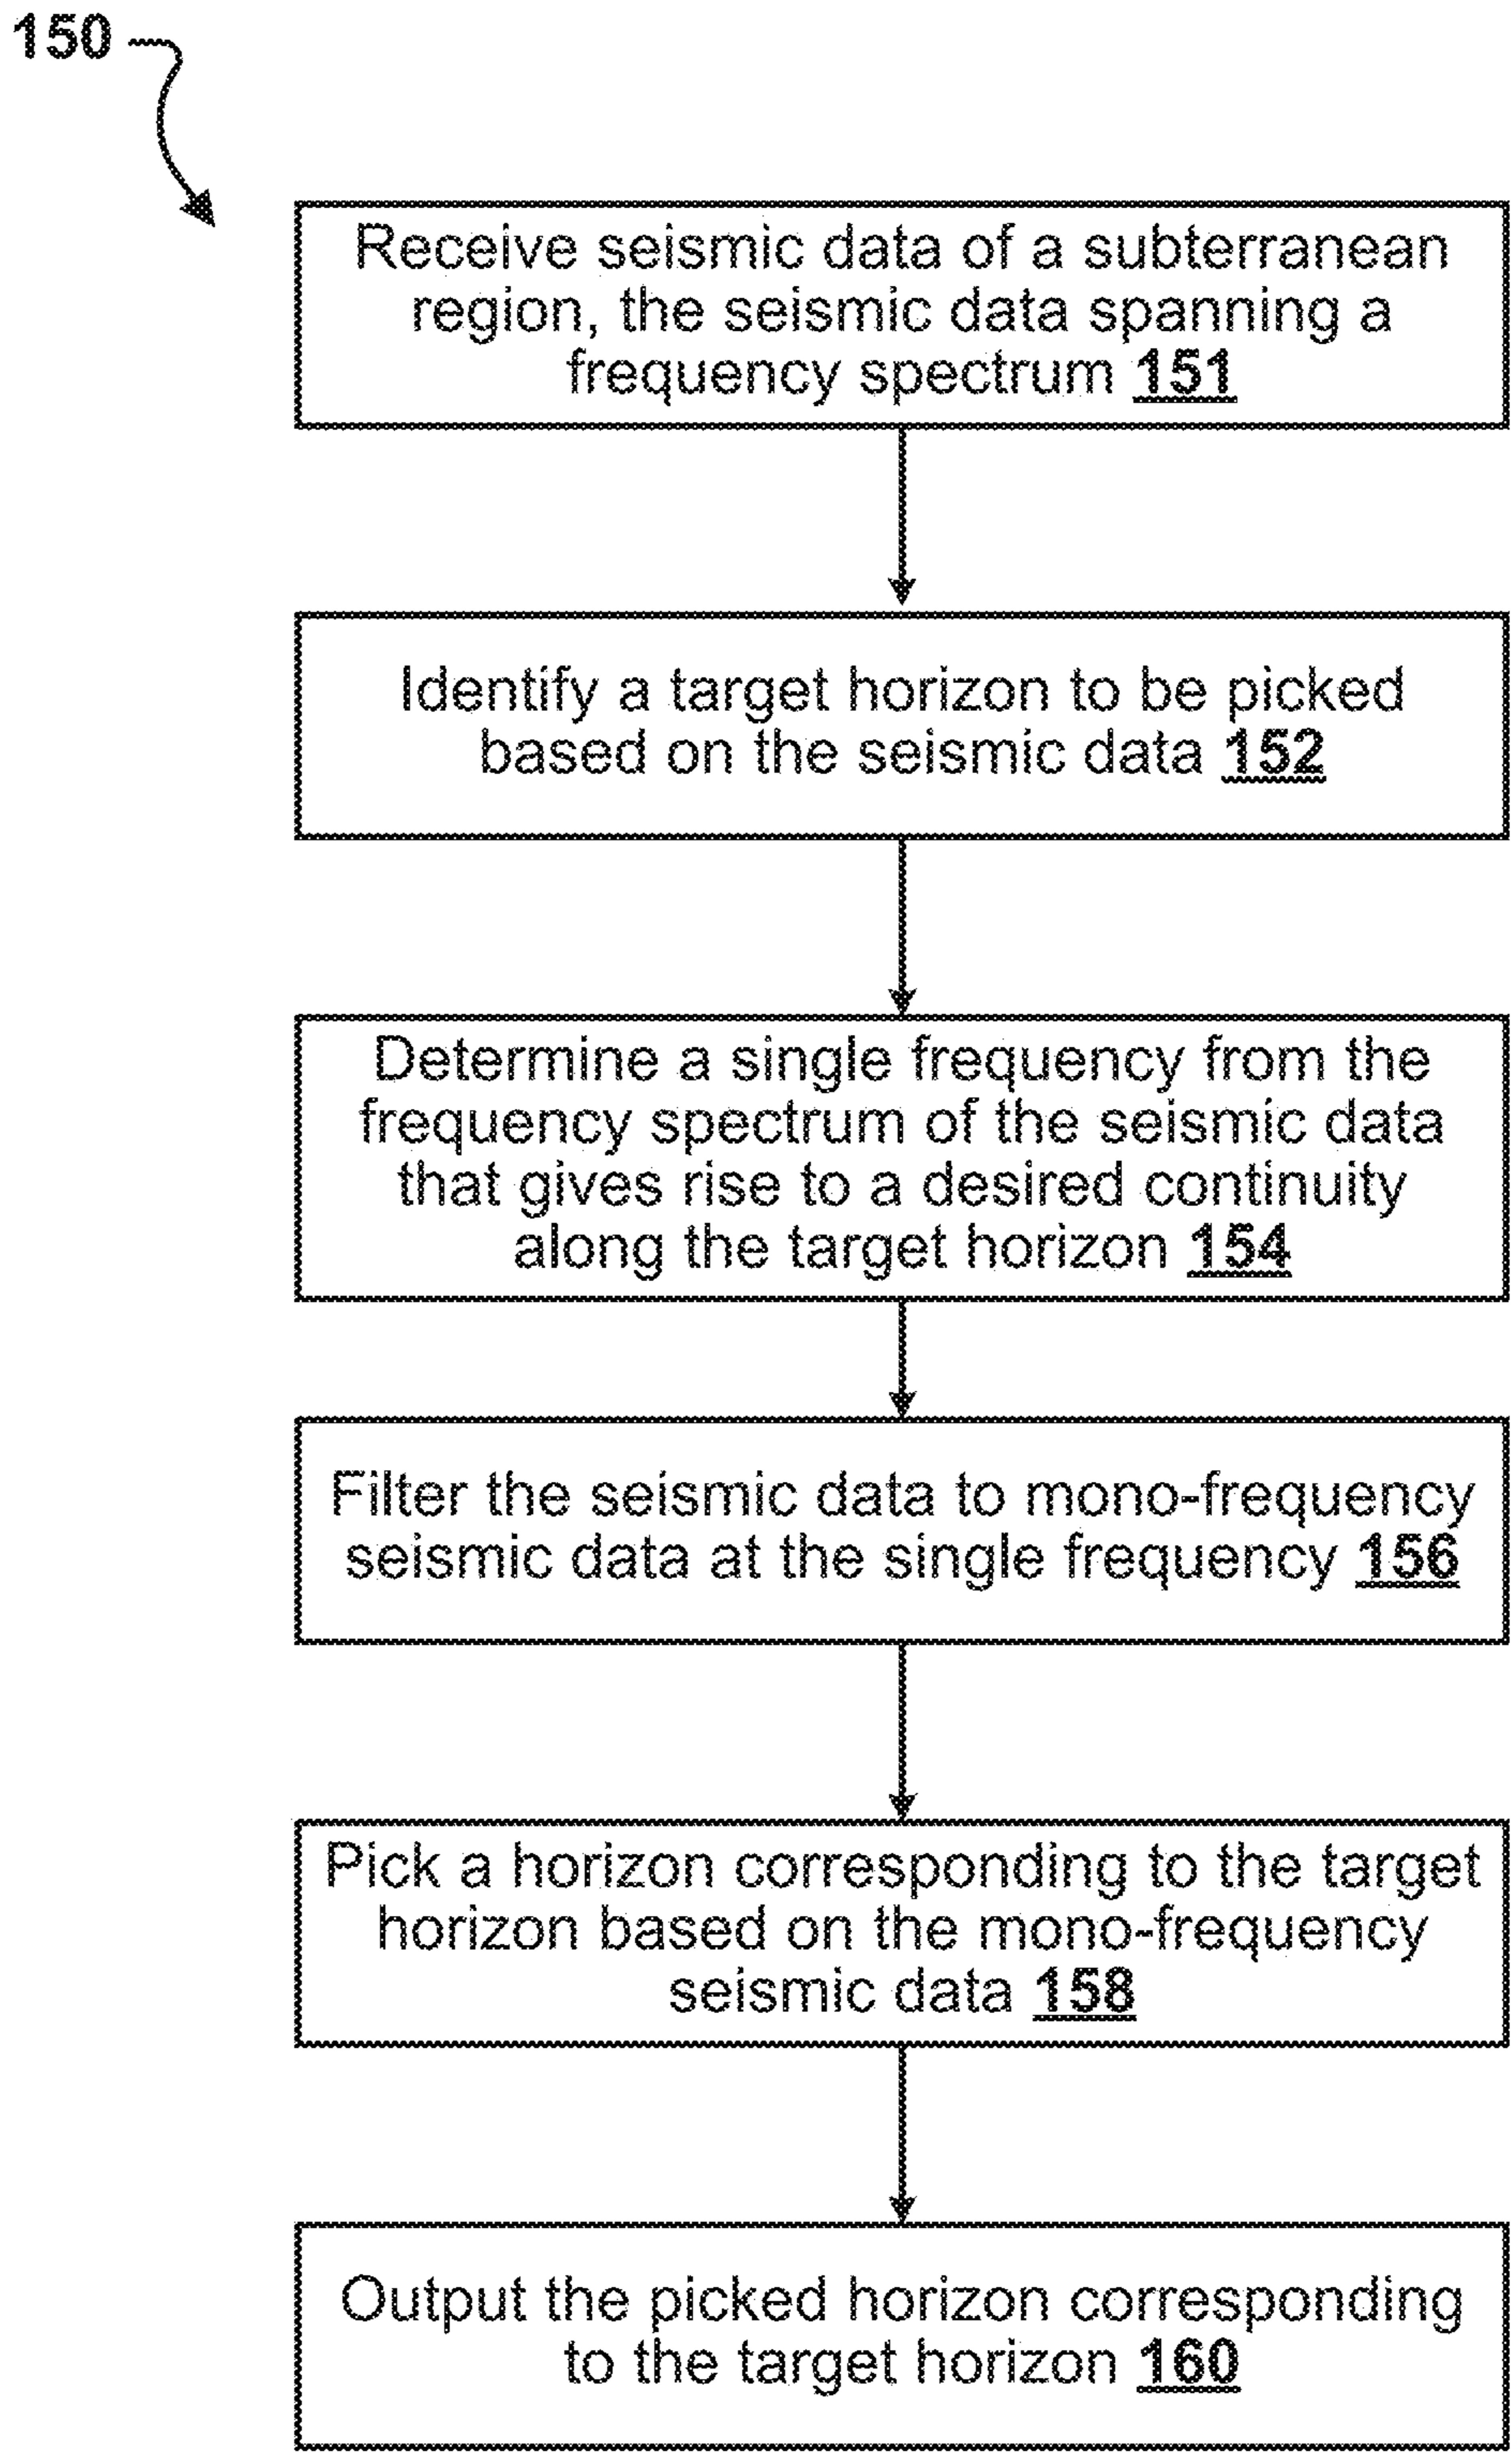 150
Receive seismic data of a subterranean
region, the seismic data spanning a
frequency spectrum 151
Identify a target horizon to be picked
based on the seismic data 152
Determine a single frequency from the
frequency spectrum of the seismic data
that gives rise to a desired continuity
along the target horizon 154
Filter the seismic data to mono-frequency
seismic data at the single frequency 156
Pick a horizon corresponding to the target
horizon based on the mono-frequency
seismic data 158
Output the picked horizon corresponding
to the target horizon 160